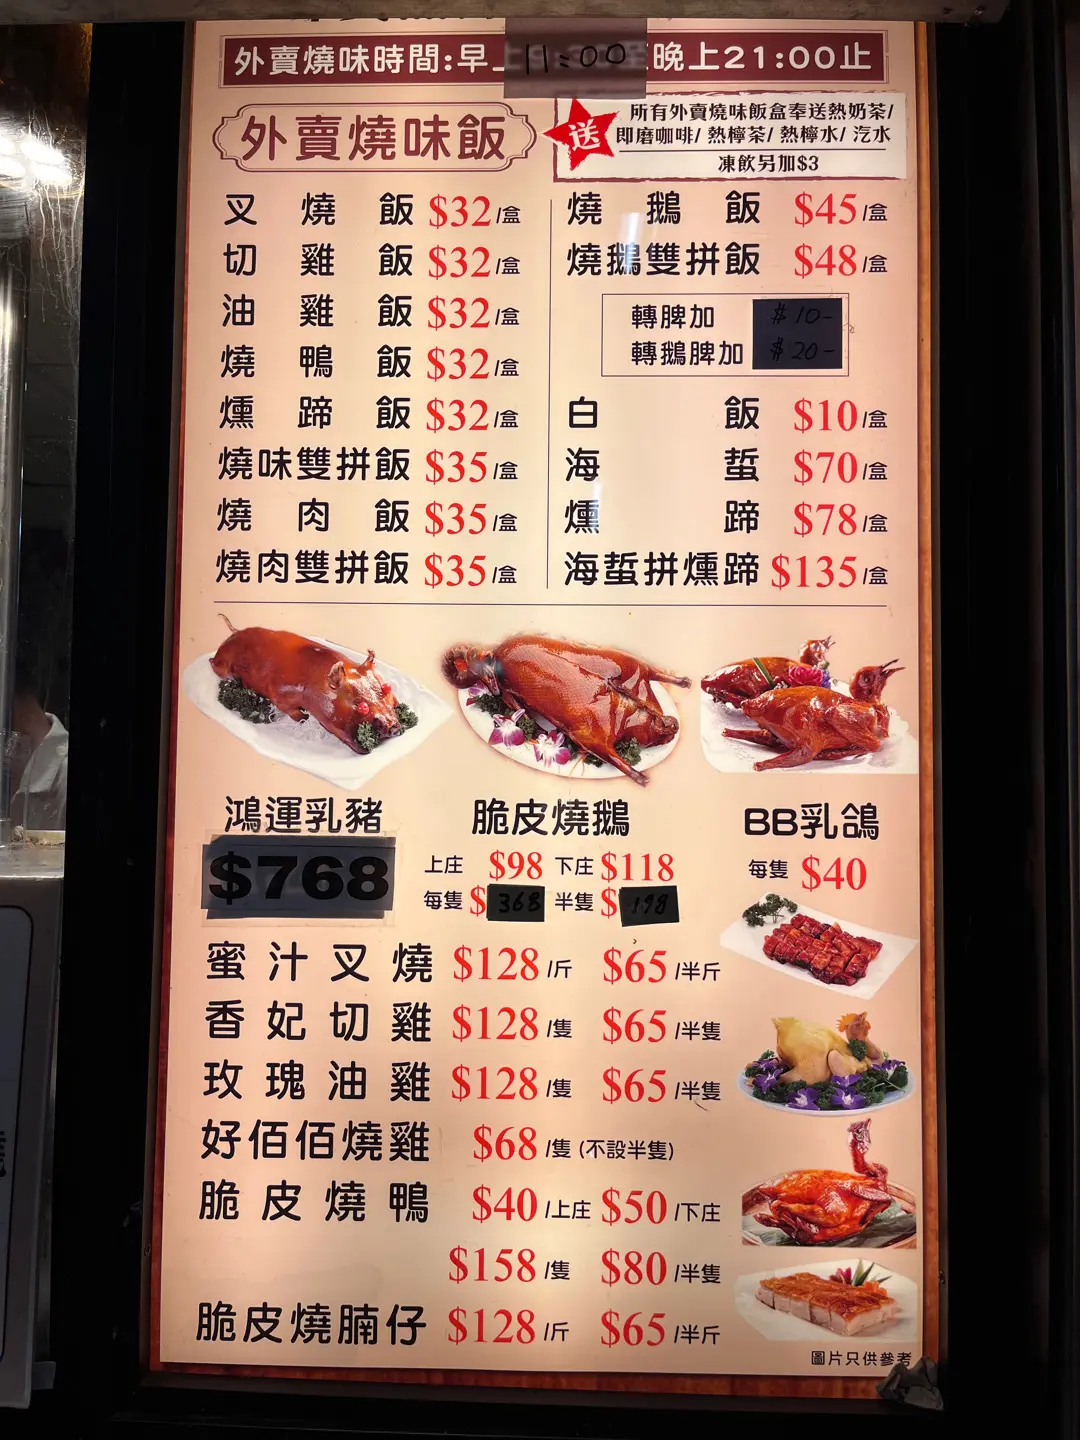 外賣燒味時間:早上11:00至晚上21:00止
外賣燒味飯
送
所有外賣燒味飯盒奉送熱奶茶/
即磨咖啡/ 熱檸茶/ 熱檸水/ 汽水
凍飲另加$3
叉燒飯 $32/盒
切雞飯 $32/盒
油雞飯 $32/盒
燒鴨飯 $32/盒
燻蹄飯 $32/盒
燒味雙拼飯 $35/盒
燒肉飯 $35/盒
燒肉雙拼飯 $35/盒
燒鵝飯 $45/盒
燒鵝雙拼飯 $48/盒
轉脾加 $10-
轉鵝脾加 $20-
白飯 $10/盒
海蜇 $70/盒
燻蹄 $78/盒
海蜇拼燻蹄 $135/盒
鴻運乳豬
$768
脆皮燒鵝
上庄 $98 下庄 $118
每隻 $368 半隻 $198
BB乳鴿
每隻 $40
蜜汁叉燒 $128/斤 $65/半斤
香妃切雞 $128/隻 $65/半隻
玫瑰油雞 $128/隻 $65/半隻
好佰佰燒雞 $68/隻 (不設半隻)
脆皮燒鴨 $40/上庄 $50/下庄
$158/隻 $80/半隻
脆皮燒腩仔 $128/斤 $65/半斤
圖片只供參考